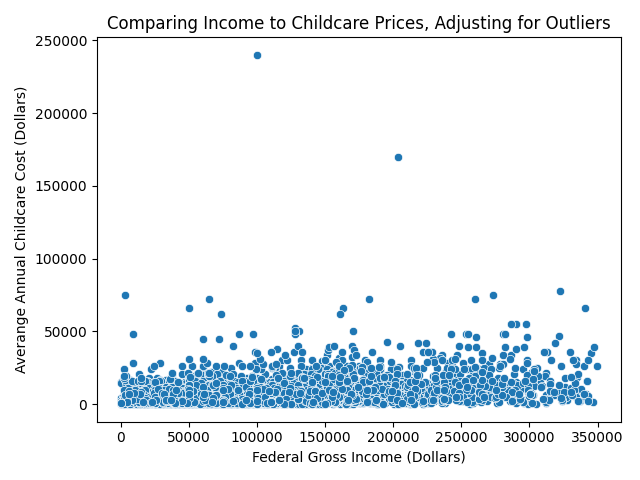 Comparing Income to Childcare Prices, Adjusting for Outliers
250000
200000
150000
100000
50000
0
Averange Annual Childcare Cost (Dollars)
0 50000 100000 150000 200000 250000 300000 350000
Federal Gross Income (Dollars)